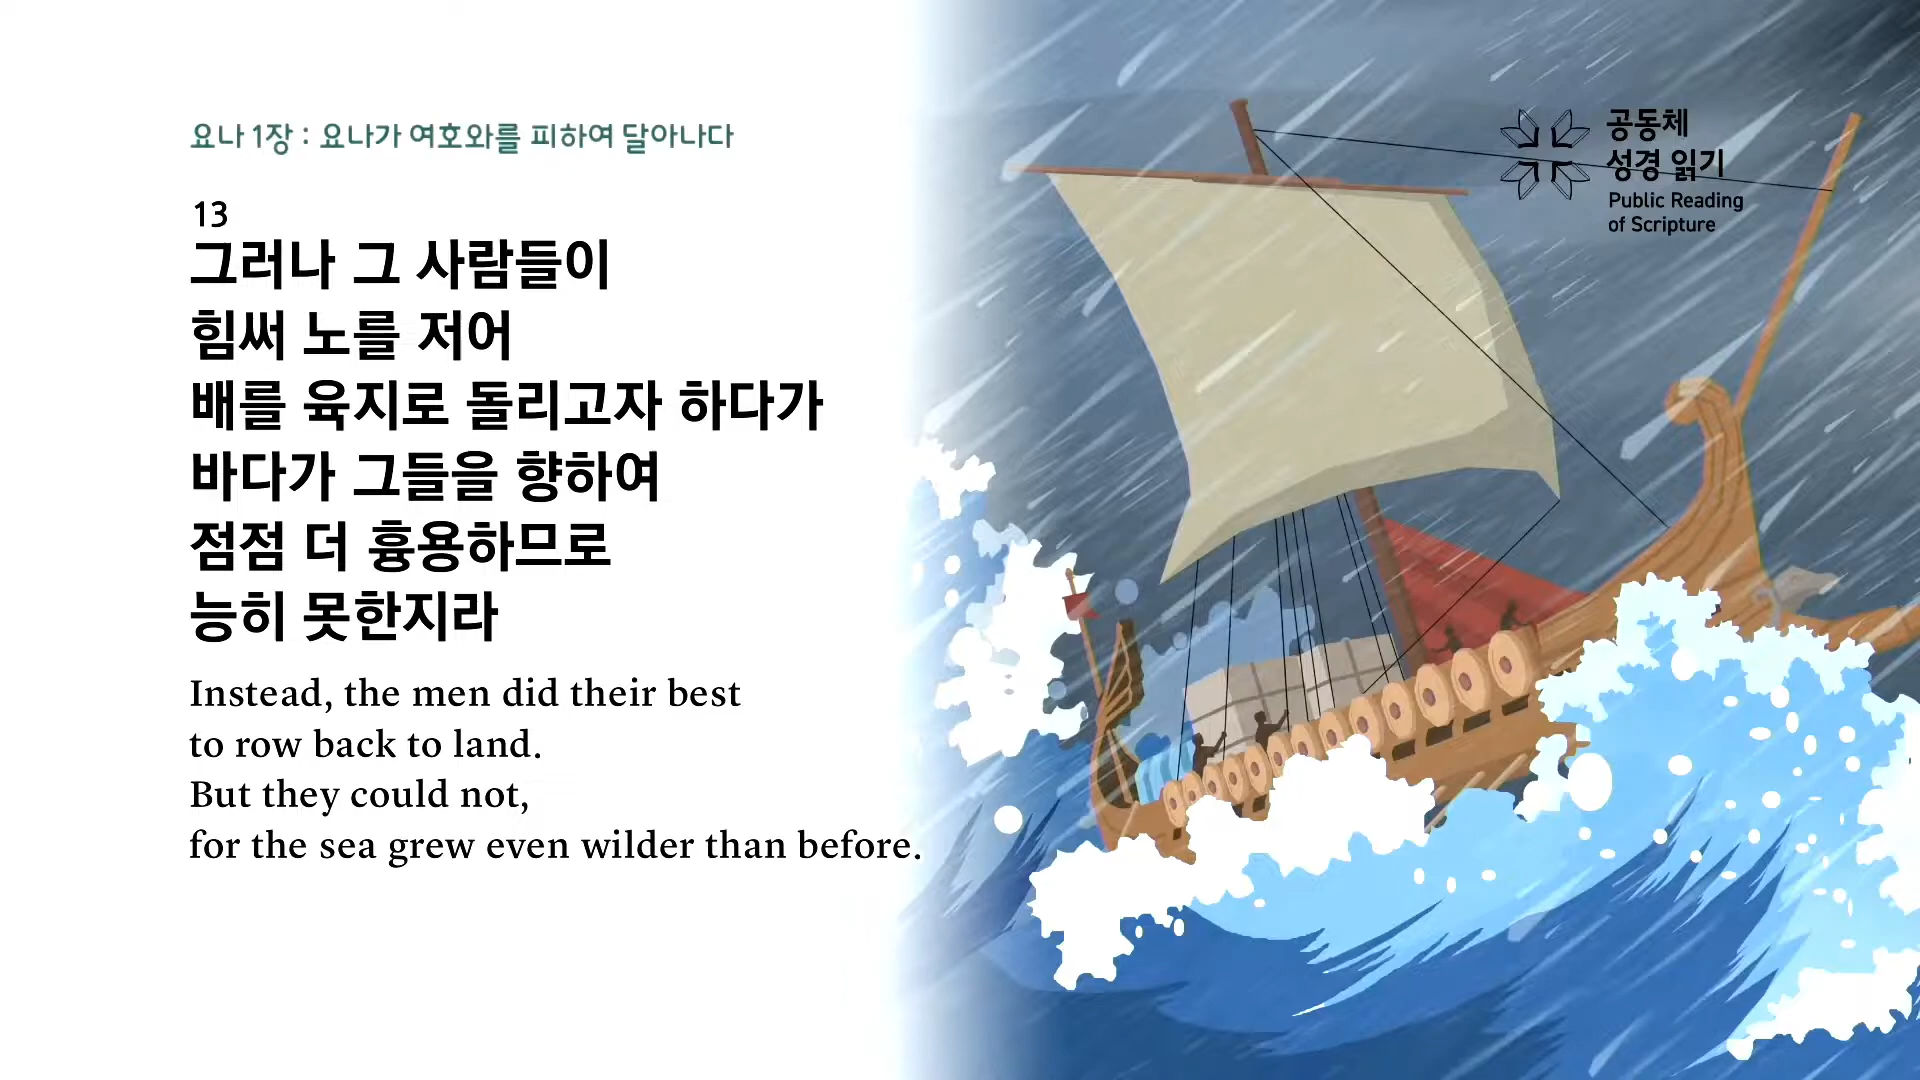 요나 1장 : 요나가 여호와를 피하여 달아나다
13
그러나 그 사람들이
힘써 노를 저어
배를 육지로 돌리고자 하다가
바다가 그들을 향하여
점점 더 흉용하므로
능히 못한지라
Instead, the men did their best
to row back to land.
But they could not,
for the sea grew even wilder than before.
공동체
성경 읽기
Public Reading
of Scripture